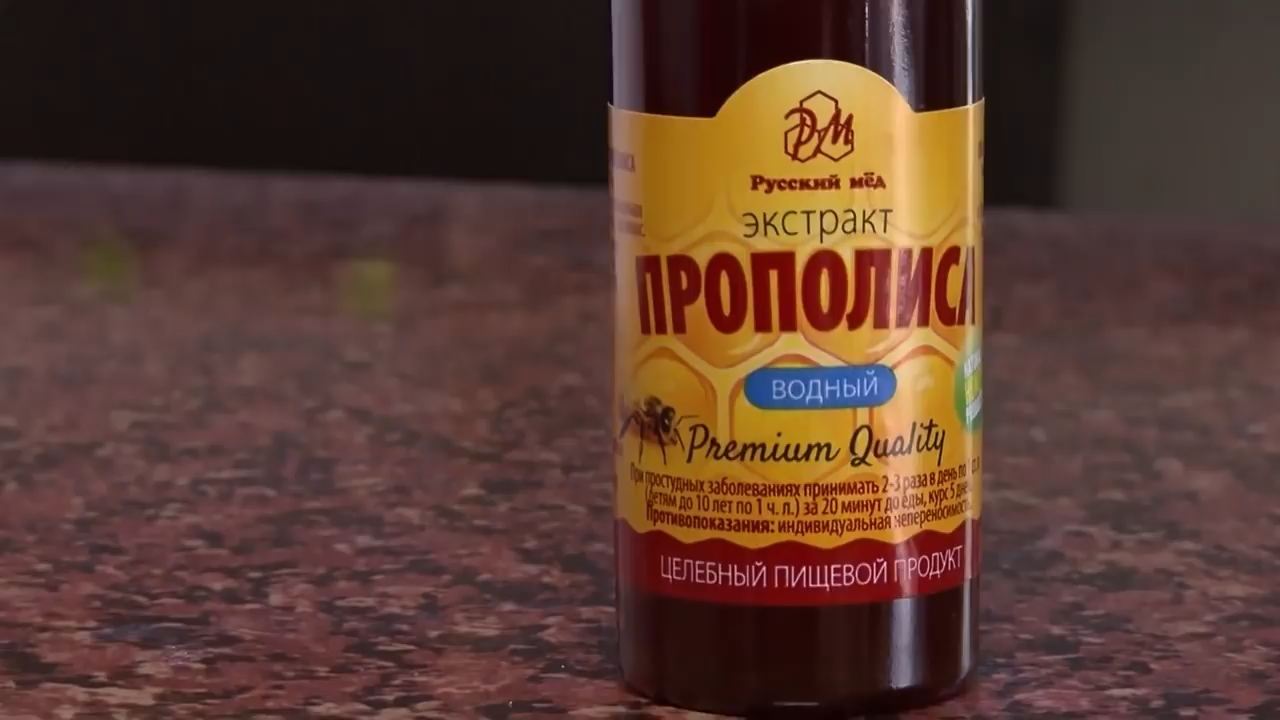 РМ
Русский мёд
экстракт
ПРОПОЛИСА
ВОДНЫЙ
Premium Quality
При простудных заболеваниях принимать 2-3 раза в день по 1
(детям до 10 лет по 1 ч. л.) за 20 минут до еды, курс 5
Противопоказания: индивидуальная
ЦЕЛЕБНЫЙ ПИЩЕВОЙ ПРОДУКТ